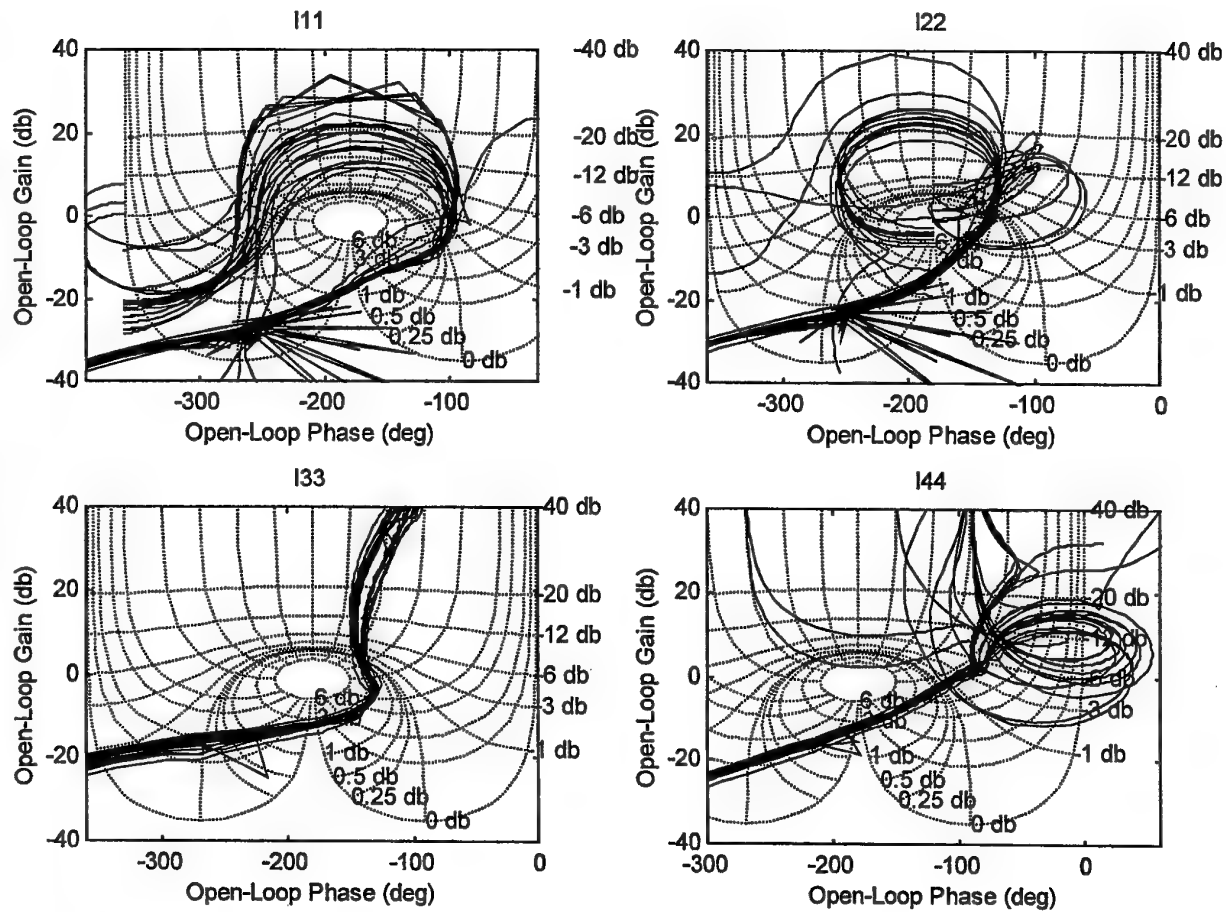 l11
l22
40
20
0
-20
-40
Open-Loop Gain (db)
-300
-200
-100
Open-Loop Phase (deg)
6 db
3 db
1 db
0.5 db
0.25 db
0 db
-40 db
-20 db
-12 db
-6 db
-3 db
-1 db
40
20
0
-20
-40
Open-Loop Gain (db)
-300
-200
-100
0
Open-Loop Phase (deg)
1 db
0.5 db
0.25 db
0 db
40 db
20 db
12 db
6 db
3 db
-1 db
l33
l44
40
20
0
-20
-40
Open-Loop Gain (db)
-300
-200
-100
0
Open-Loop Phase (deg)
6 db
1 db
0.5 db
0.25 db
0 db
40 db
-20 db
-12 db
-6 db
-3 db
-1 db
40
20
0
-20
-40
Open-Loop Gain (db)
-300
-200
-100
0
Open-Loop Phase (deg)
6 db
1 db
0.5 db
0.25 db
0 db
-40 db
-20 db
-3 db
-1 db